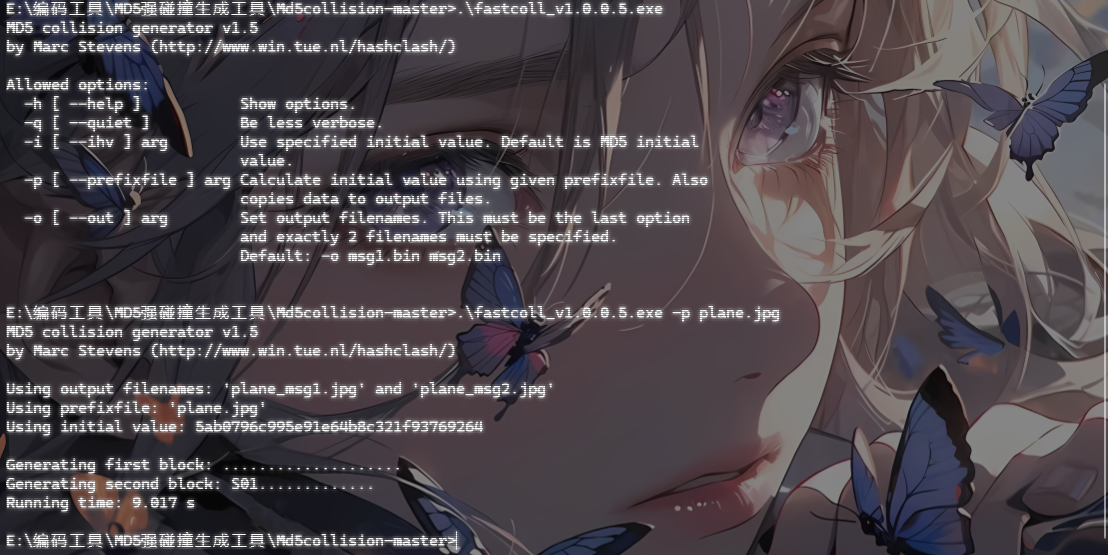 E:\编码工具\MD5强碰撞生成工具\Md5collision-master>.\fastcoll_v1.0.0.5.exe
MD5 collision generator v1.5
by Marc Stevens (http://www.win.tue.nl/hashclash/)
Allowed options:
-h [ --help ] Show options.
-q [ --quiet ] Be less verbose.
-i [ --ihv ] arg Use specified initial value. Default is MD5 initial
value.
-p [ --prefixfile ] arg Calculate initial value using given prefixfile. Also
copies data to output files.
-o [ --out ] arg Set output filenames. This must be the last option
and exactly 2 filenames must be specified.
Default: -o msg1.bin msg2.bin
E:\编码工具\MD5强碰撞生成工具\Md5collision-master>.\fastcoll_v1.0.0.5.exe -p plane.jpg
MD5 collision generator v1.5
by Marc Stevens (http://www.win.tue.nl/hashclash/)
Using output filenames: 'plane_msg1.jpg' and 'plane_msg2.jpg'
Using prefixfile: 'plane.jpg'
Using initial value: 5ab0796c995e91e64b8c321f93769264
Generating first block: ....................
Generating second block: S01.............
Running time: 9.017 s
E:\编码工具\MD5强碰撞生成工具\Md5collision-master>